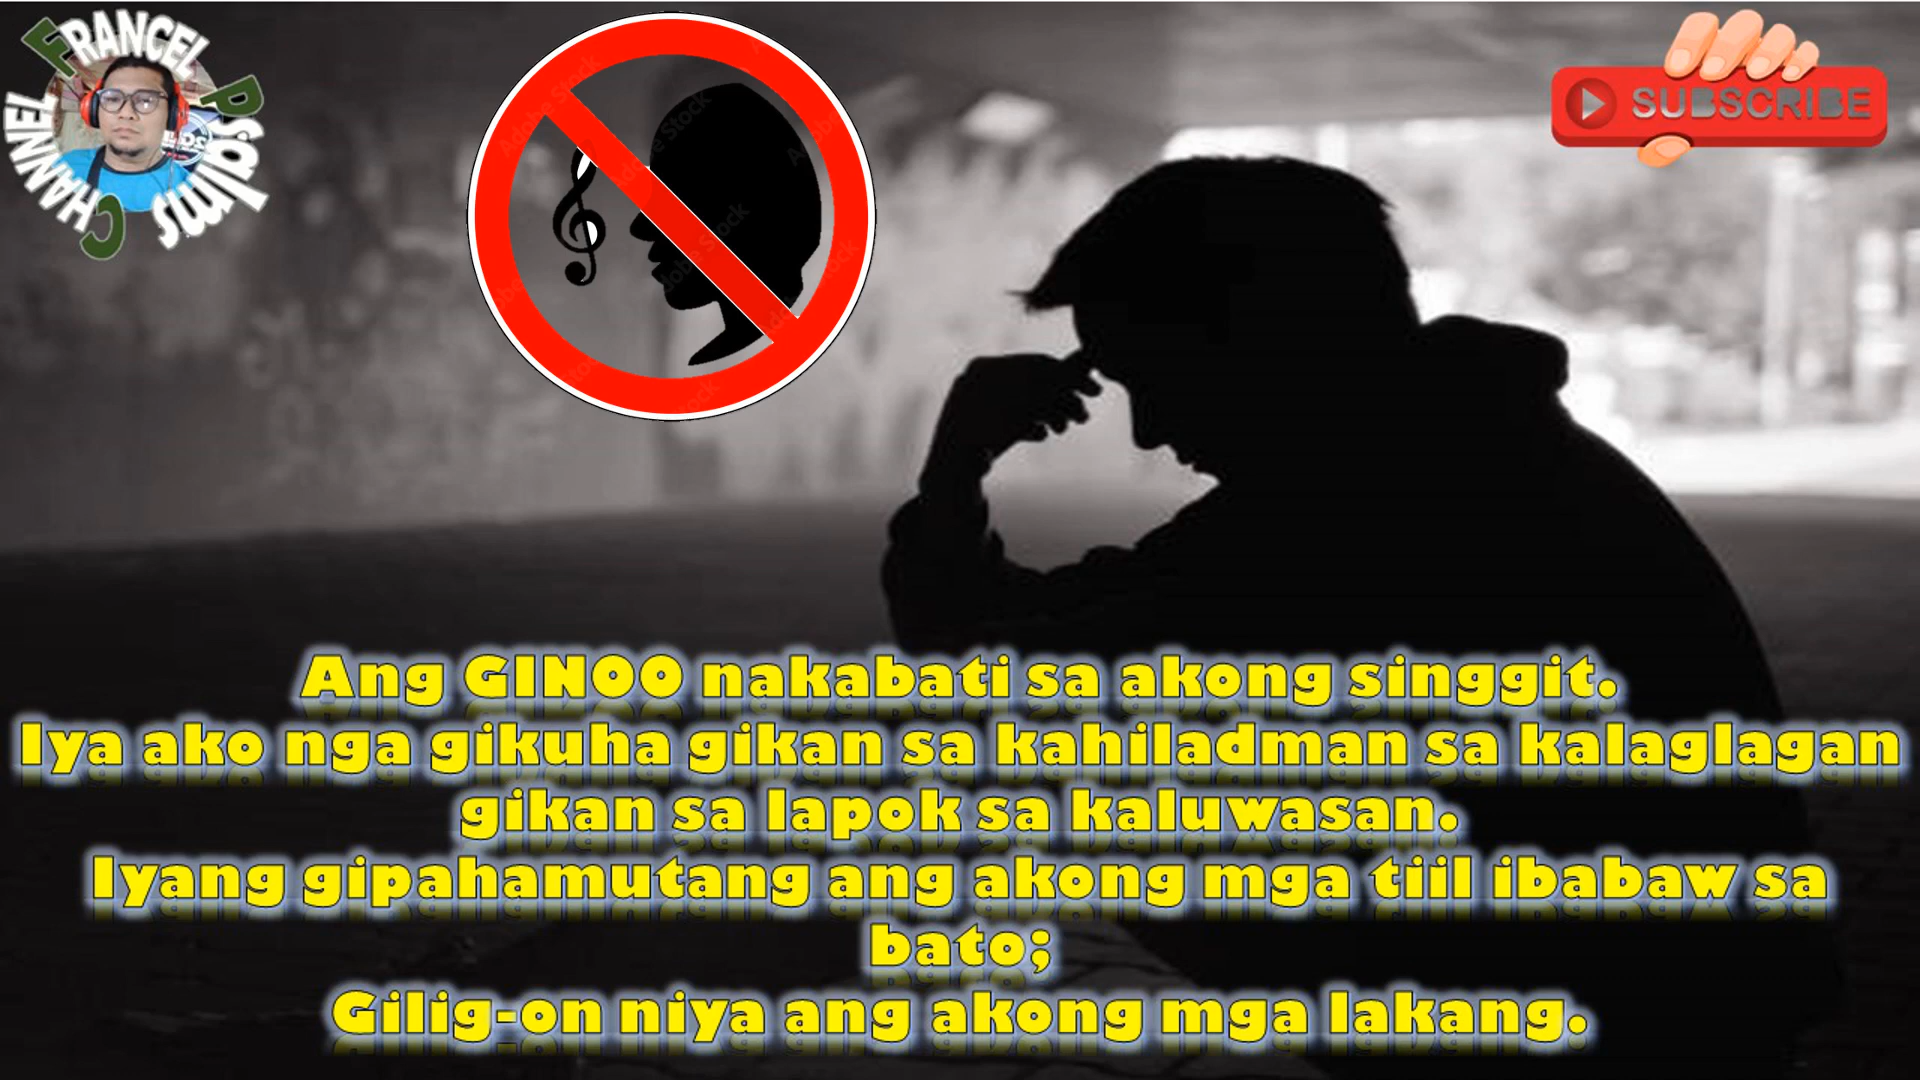 FRANCEL Psalms CHANNEL
SUBSCRIBE
Adobe Stock
Ang GINOO nakabati sa akong singgit.
Iya ako nga gikuha gikan sa kahiladman sa kalaglagan
gikan sa lapok sa kaluwasan.
Iyang gipahamutang ang akong mga tiil ibabaw sa
bato;
Gilig-on niya ang akong mga lakang.